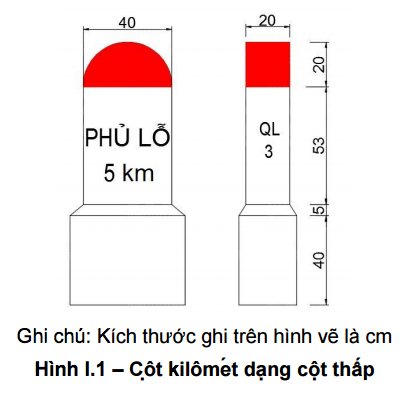 40
20
PHỦ LỖ
5 km
QL
3
20
53
5
40
Ghi chú: Kích thước ghi trên hình vẽ là cm
Hình I.1 – Cột kilômét dạng cột thấp